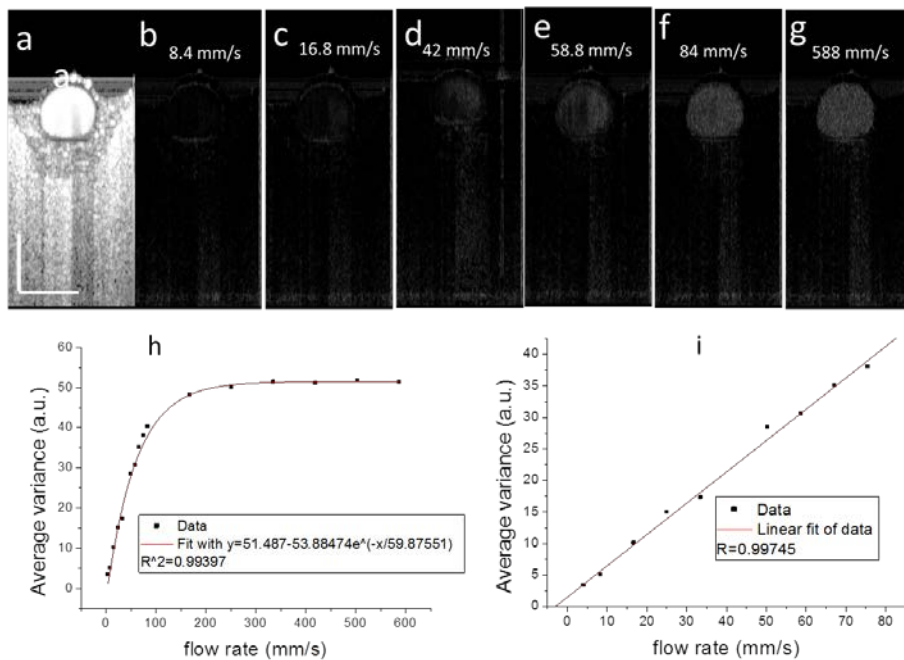 a
a
b
8.4 mm/s
c
16.8 mm/s
d
42 mm/s
e
58.8 mm/s
f
84 mm/s
g
588 mm/s
h
60
50
40
30
20
10
0
Average variance (a.u.)
Data
Fit with y=51.487-53.88474e^(-x/59.87551)
R^2=0.99397
0 100 200 300 400 500 600
flow rate (mm/s)
i
40
35
30
25
20
15
10
5
0
Average variance (a.u.)
Data
Linear fit of data
R=0.99745
0 10 20 30 40 50 60 70 80
flow rate (mm/s)